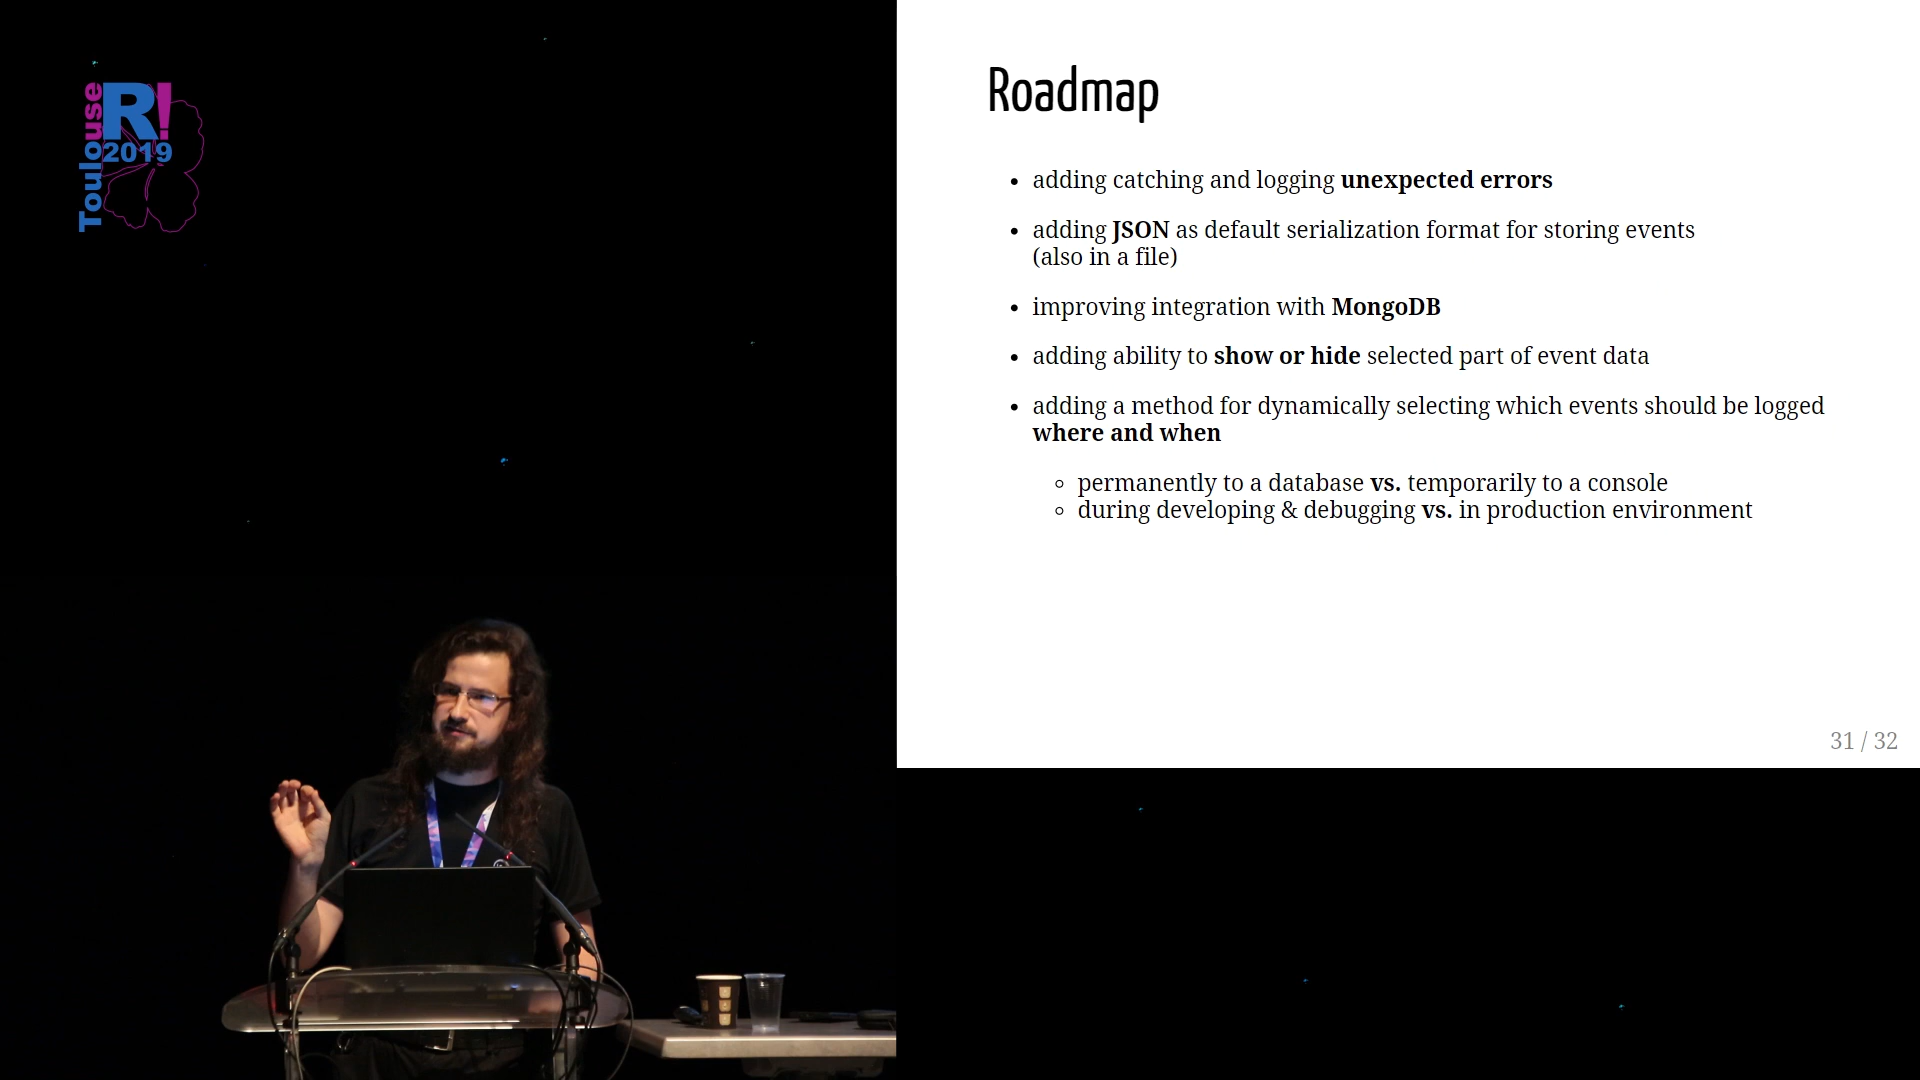 Toulouse
R!
2019
Roadmap
• adding catching and logging unexpected errors
• adding JSON as default serialization format for storing events
(also in a file)
• improving integration with MongoDB
• adding ability to show or hide selected part of event data
• adding a method for dynamically selecting which events should be logged
where and when
◦ permanently to a database vs. temporarily to a console
◦ during developing & debugging vs. in production environment
31 / 32